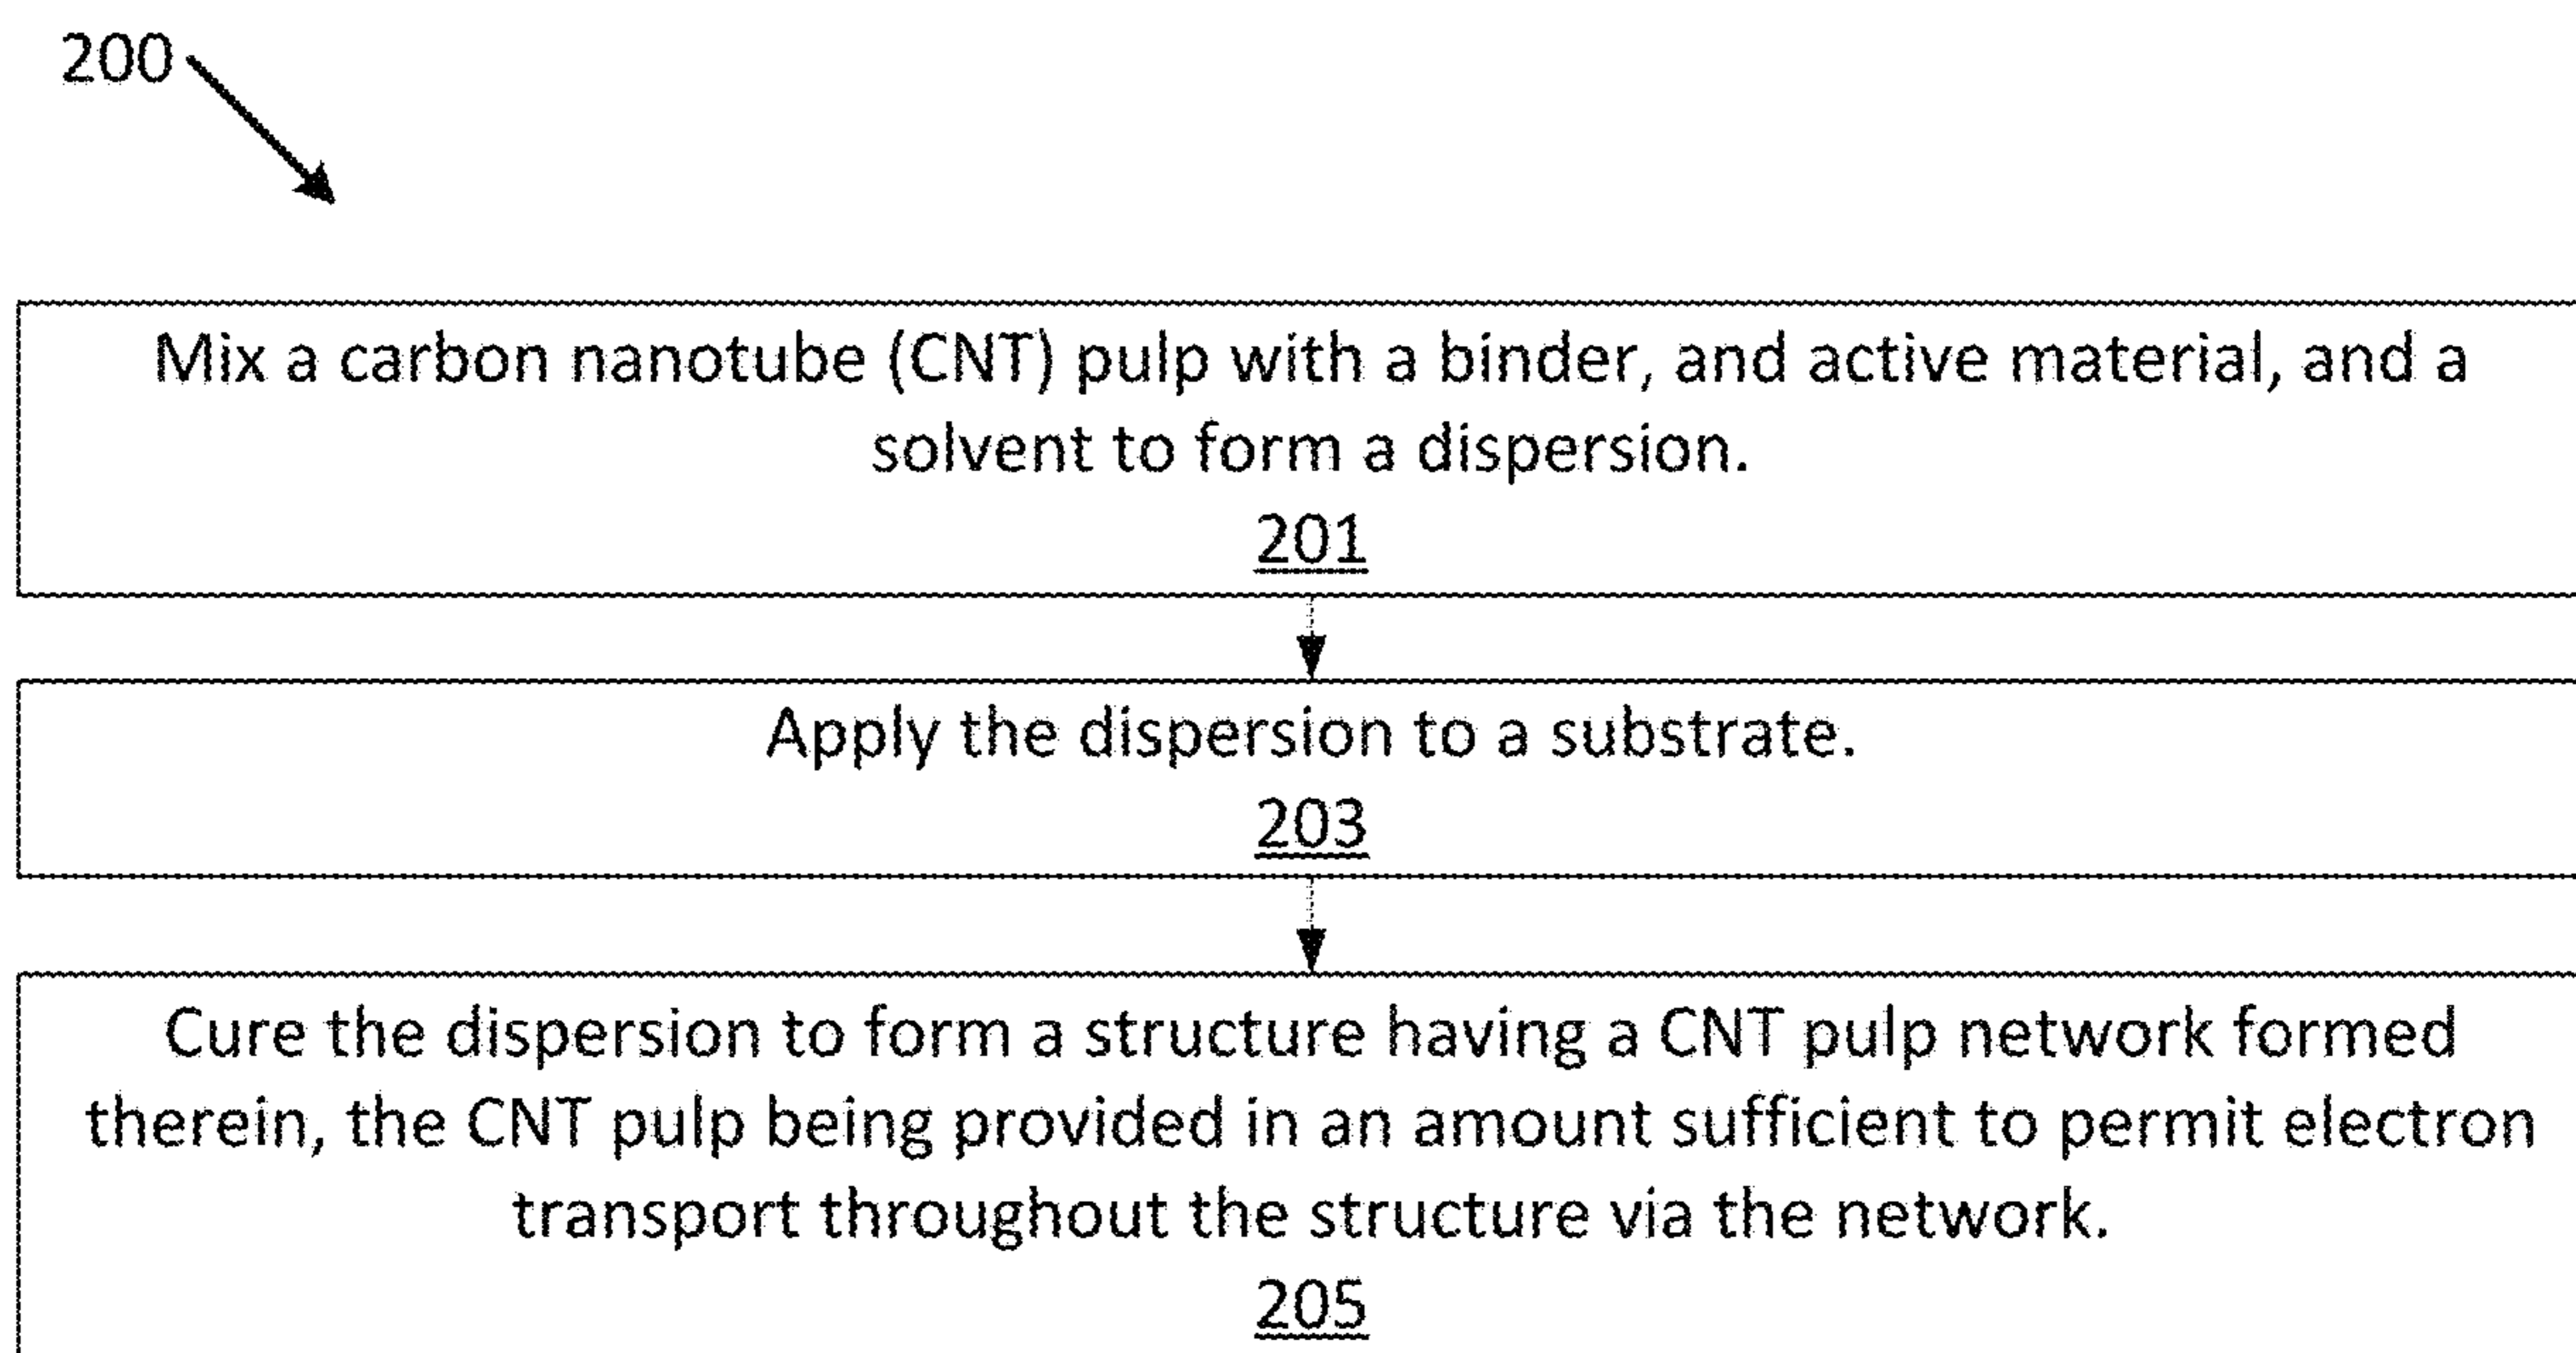 200
Mix a carbon nanotube (CNT) pulp with a binder, and active material, and a
solvent to form a dispersion.
201
Apply the dispersion to a substrate.
203
Cure the dispersion to form a structure having a CNT pulp network formed
therein, the CNT pulp being provided in an amount sufficient to permit electron
transport throughout the structure via the network.
205